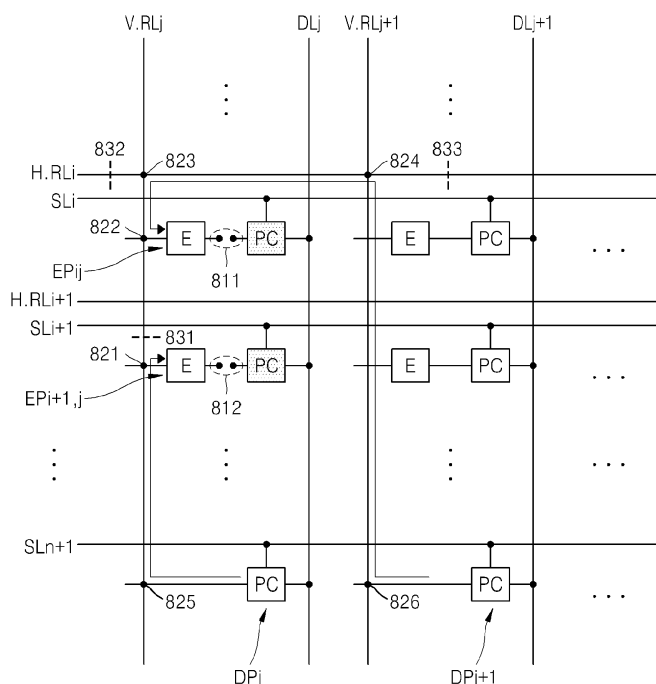 V.RLj DLj V.RLj+1 DLj+1
832 823 824 833
H.RLi
SLi
822 E PC E PC
EPij 811
H.RLi+1
SLi+1
831
821 E PC E PC
EPi+1,j 812
SLn+1
PC PC
825 826
DPi DPi+1